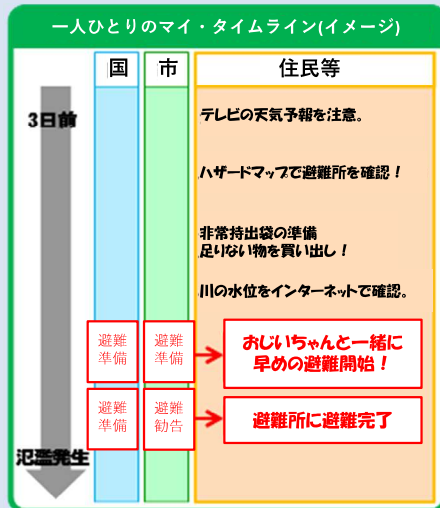 一人ひとりのマイ・タイムライン(イメージ)
国
市
住民等
3日前
テレビの天気予報を注意。
ハザードマップで避難所を確認！
非常持出袋の準備
足りない物を買い出し！
川の水位をインターネットで確認。
避難
準備
避難
準備
おじいちゃんと一緒に
早めの避難開始！
避難
準備
避難
勧告
避難所に避難完了
氾濫発生